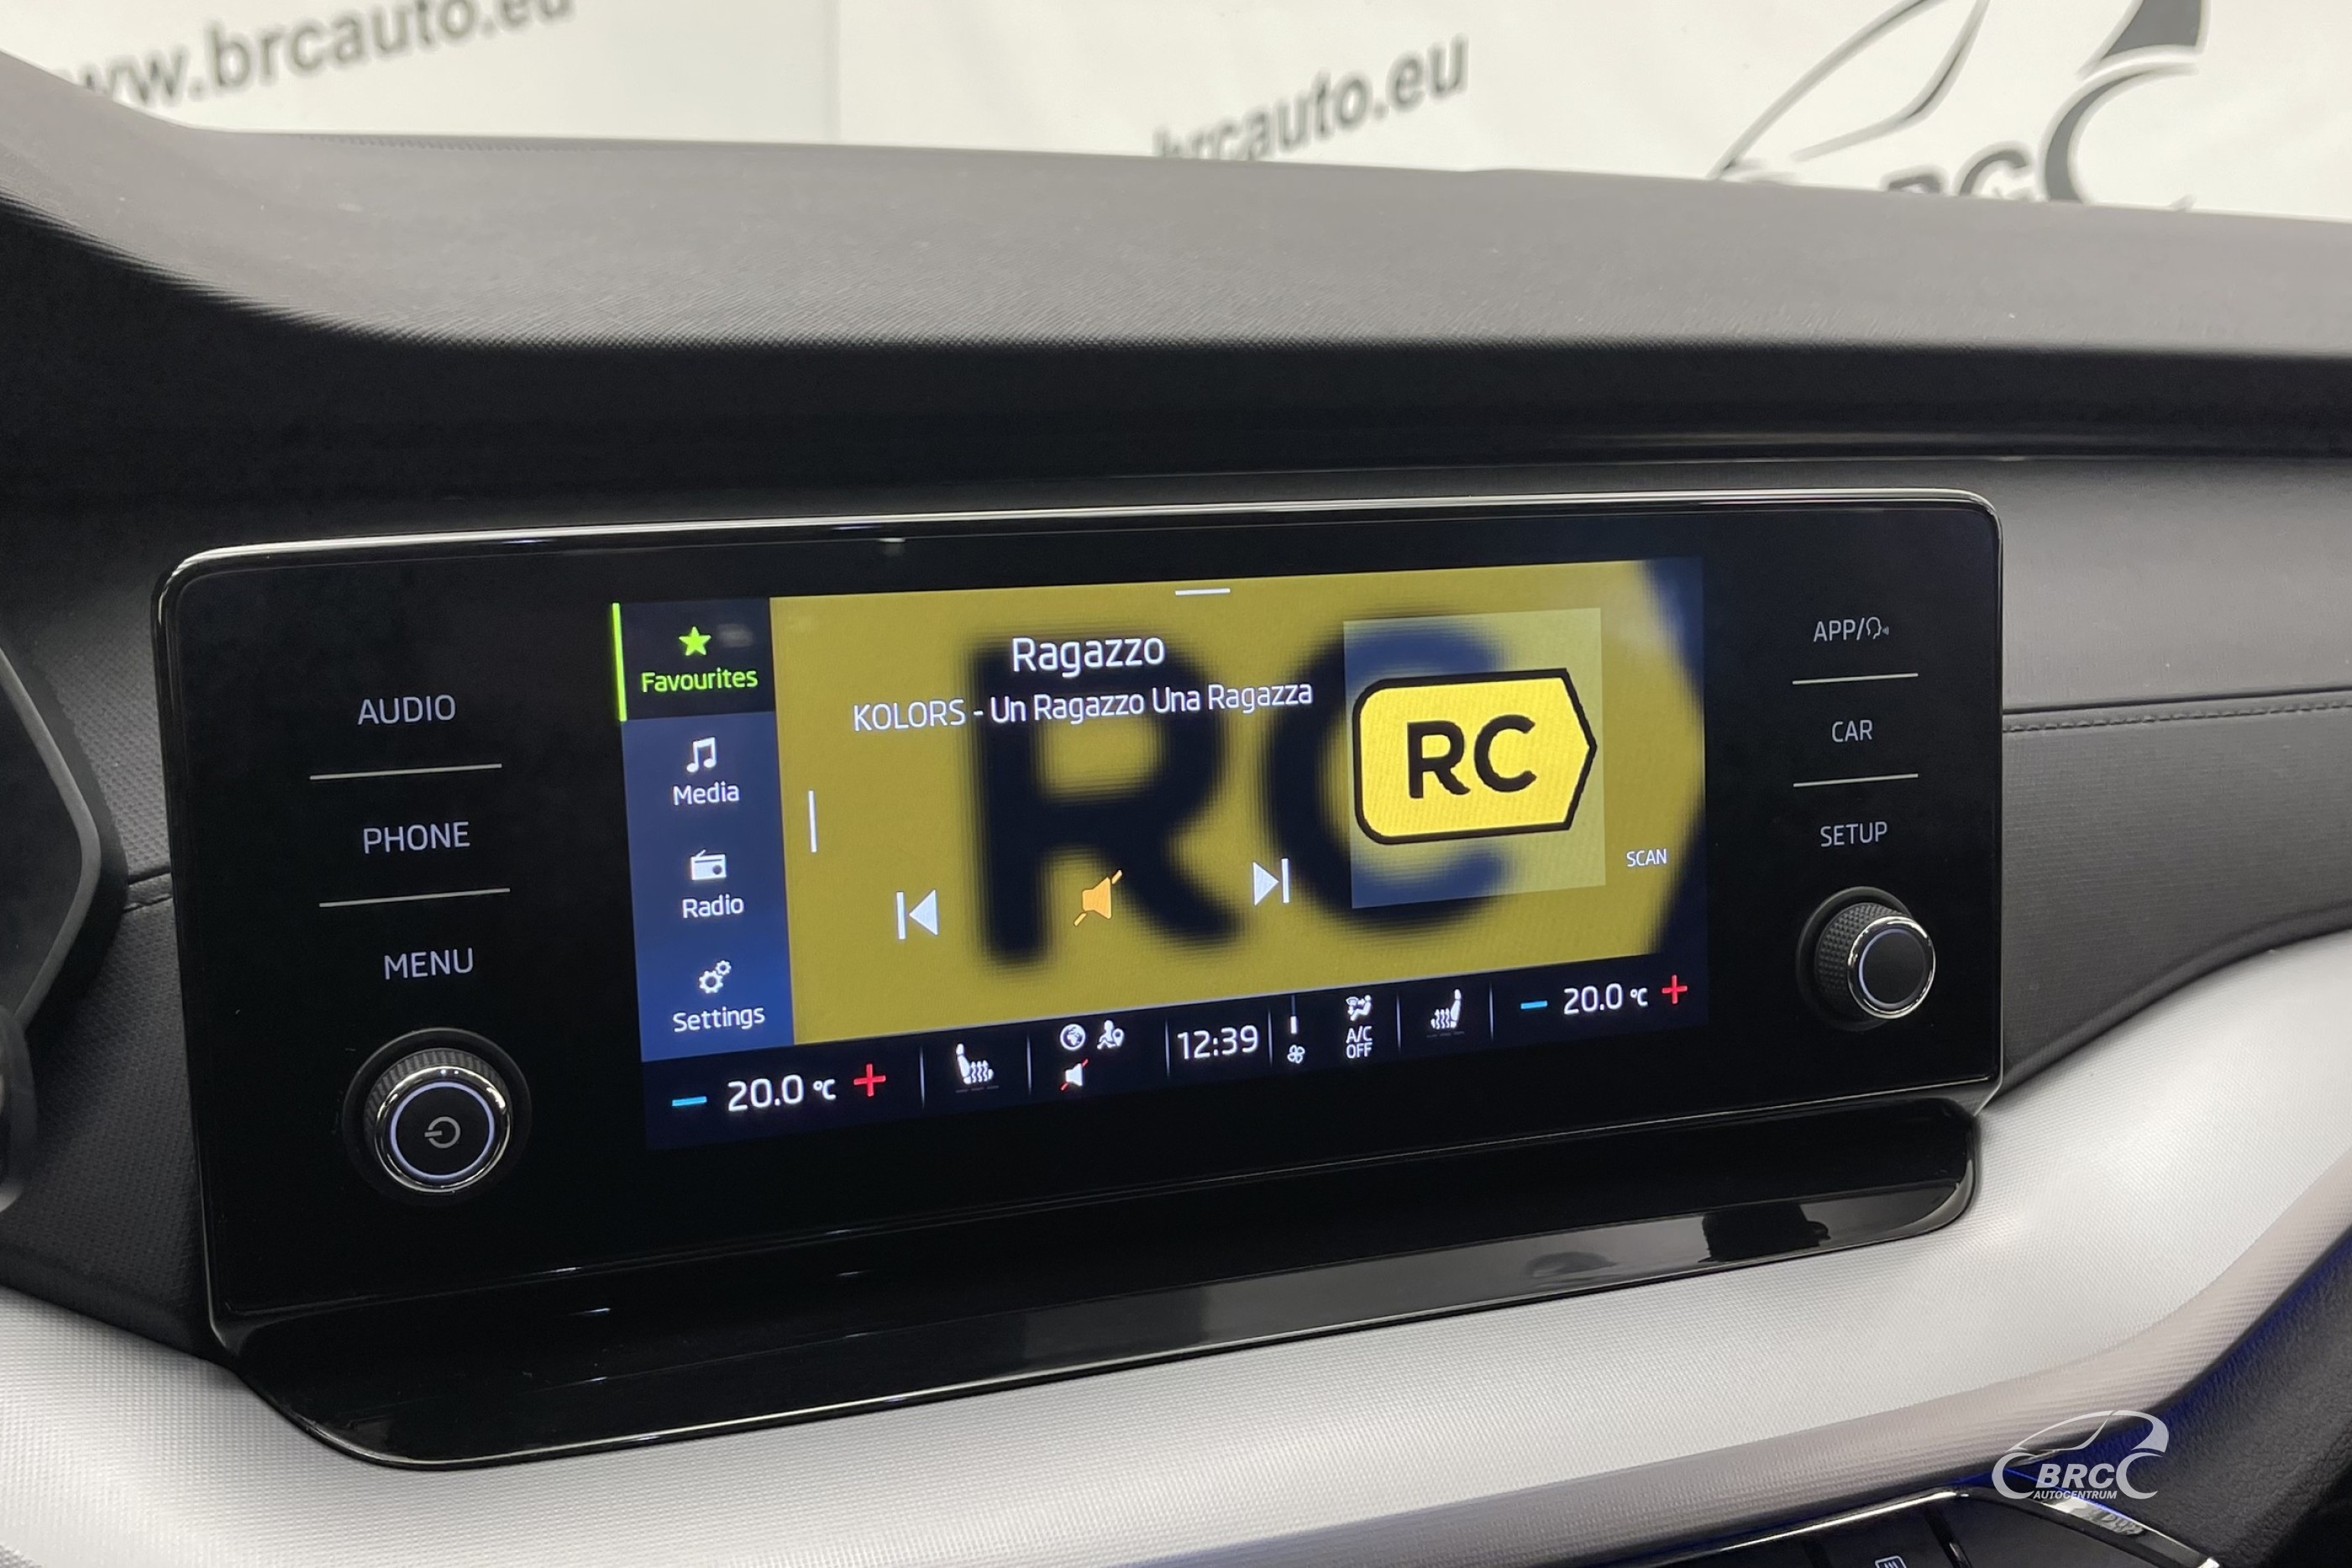 www.brcauto.eu
brcauto.eu
AUDIO
PHONE
MENU
Favourites
Media
Radio
Settings
Ragazzo
KOLORS - Un Ragazzo Una Ragazza
RC
RC
SCAN
20.0 °C
12:39
A/C
OFF
20.0 °C
APP/
CAR
SETUP
BRC
AUTOCENTRUM